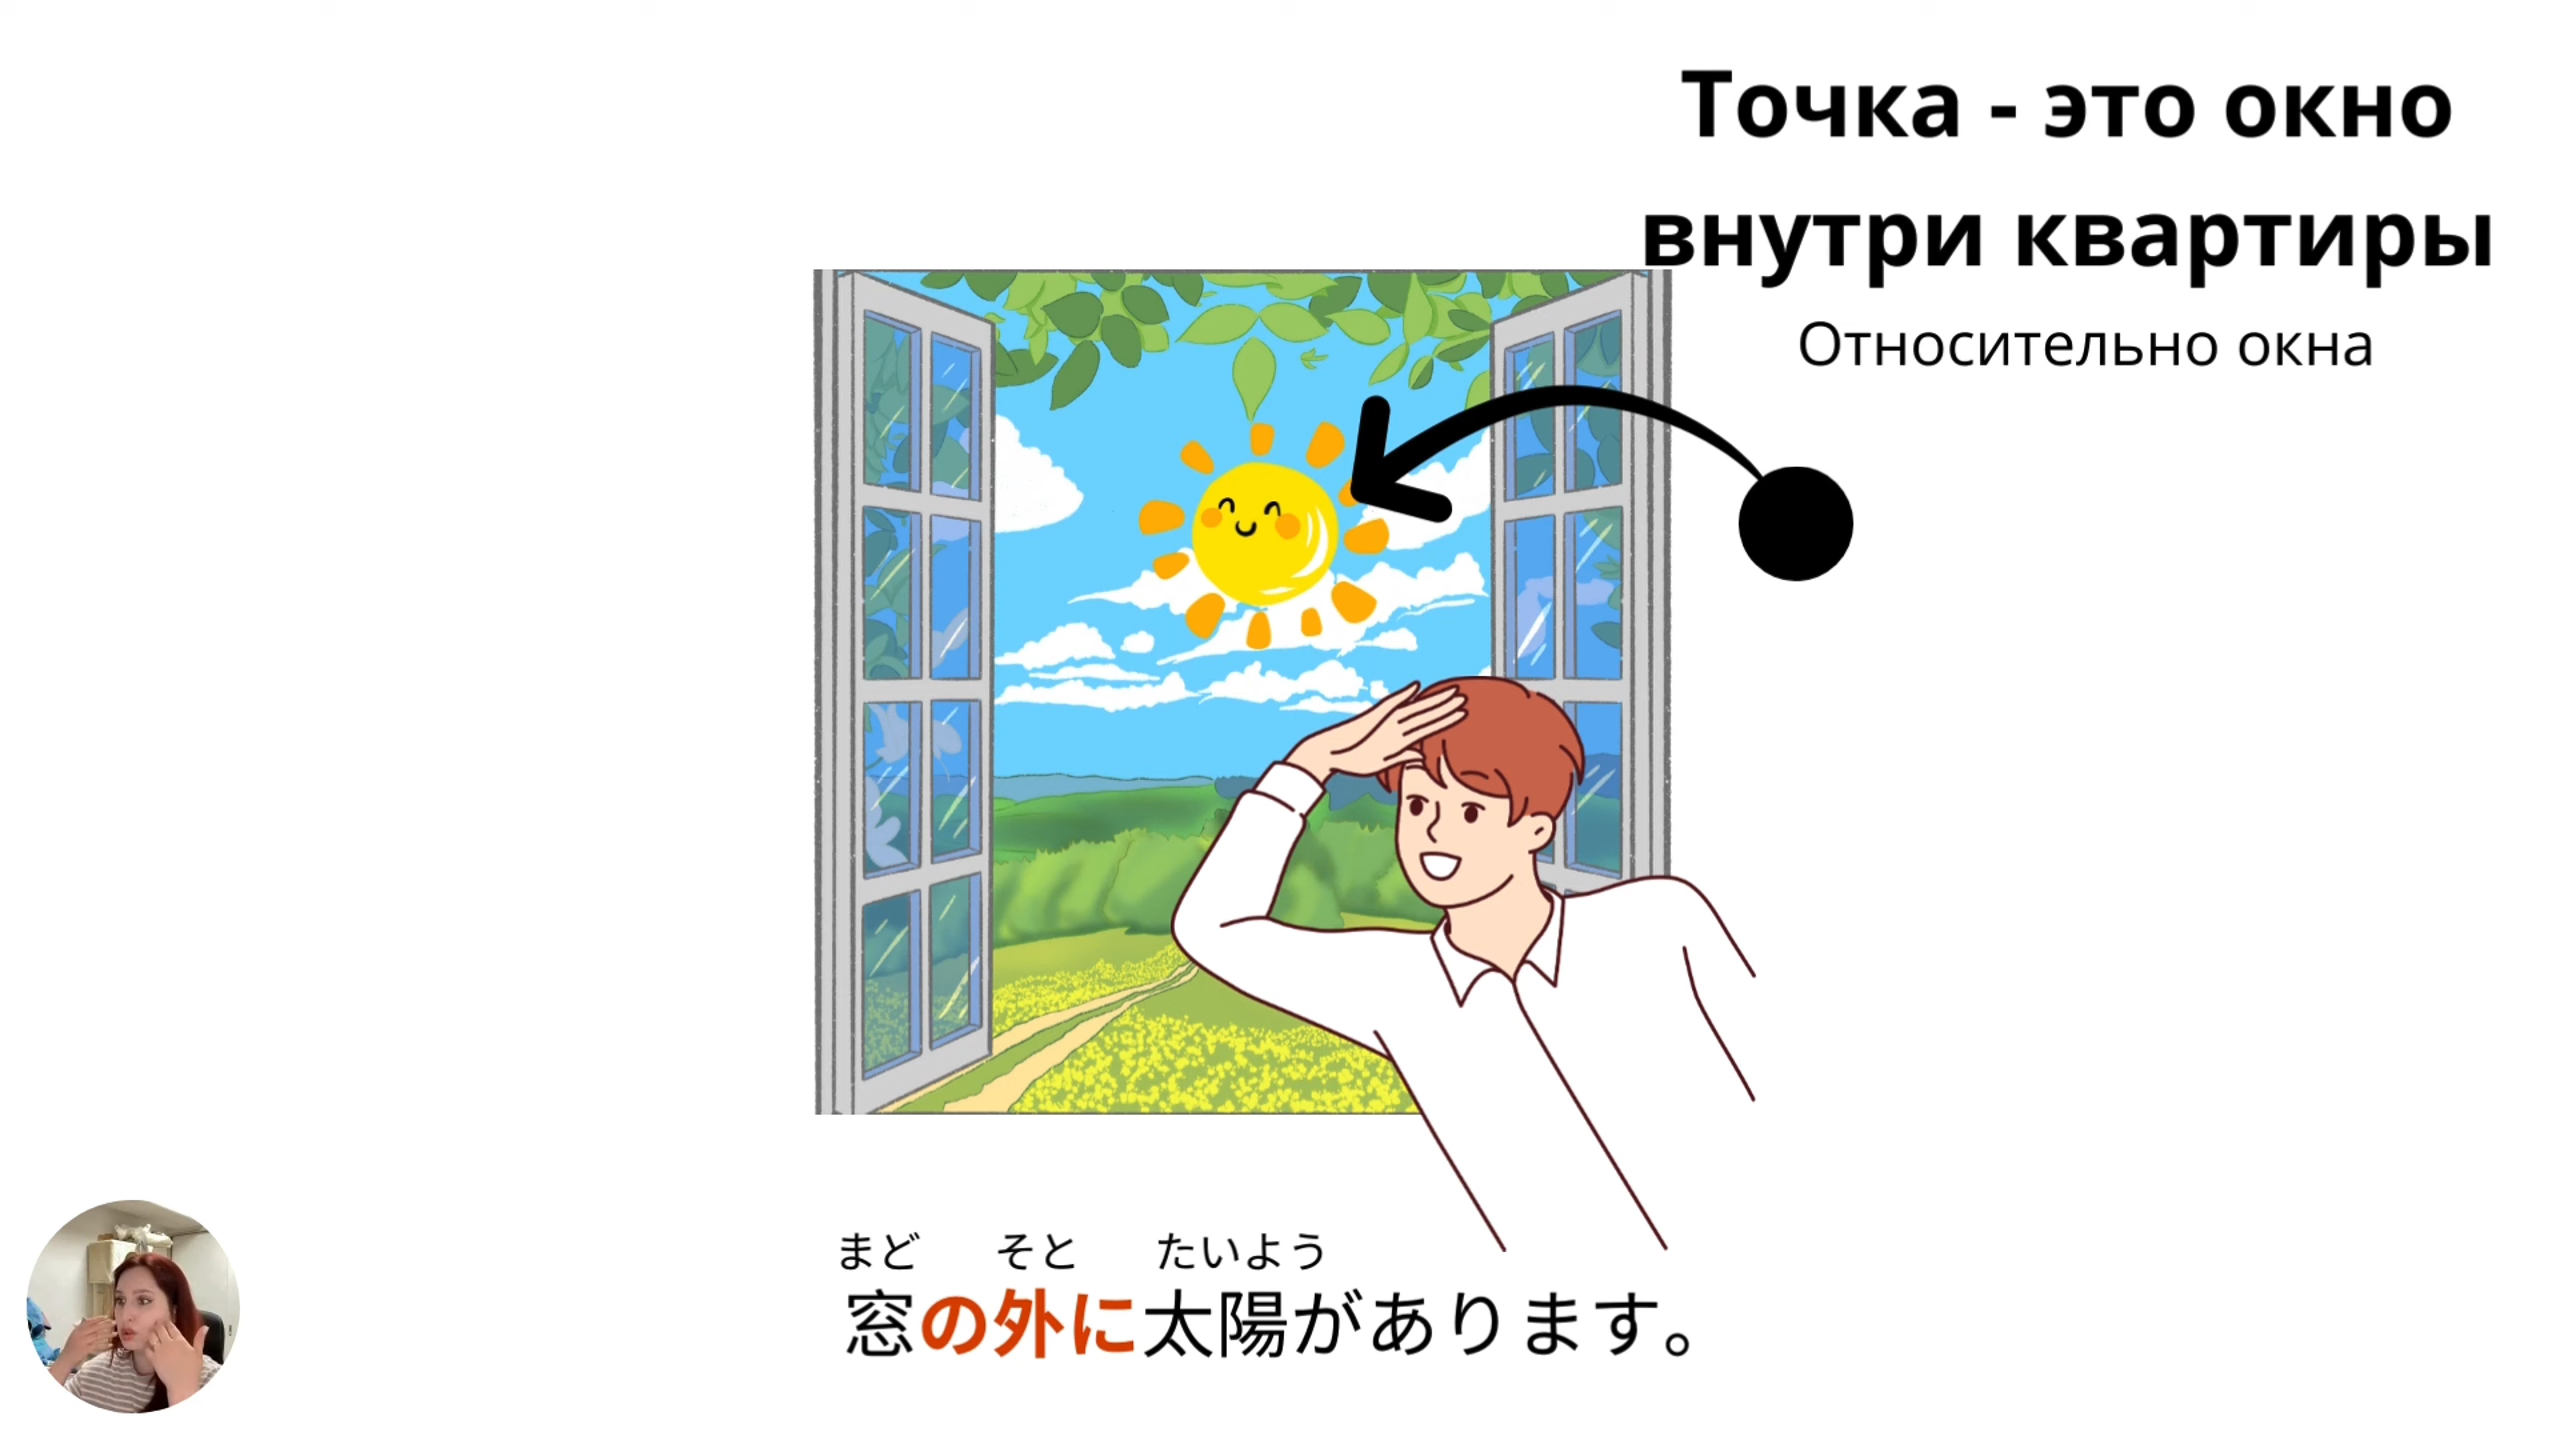 Точка - это окно
внутри квартиры
Относительно окна
まど そと たいよう
窓の外に太陽があります。